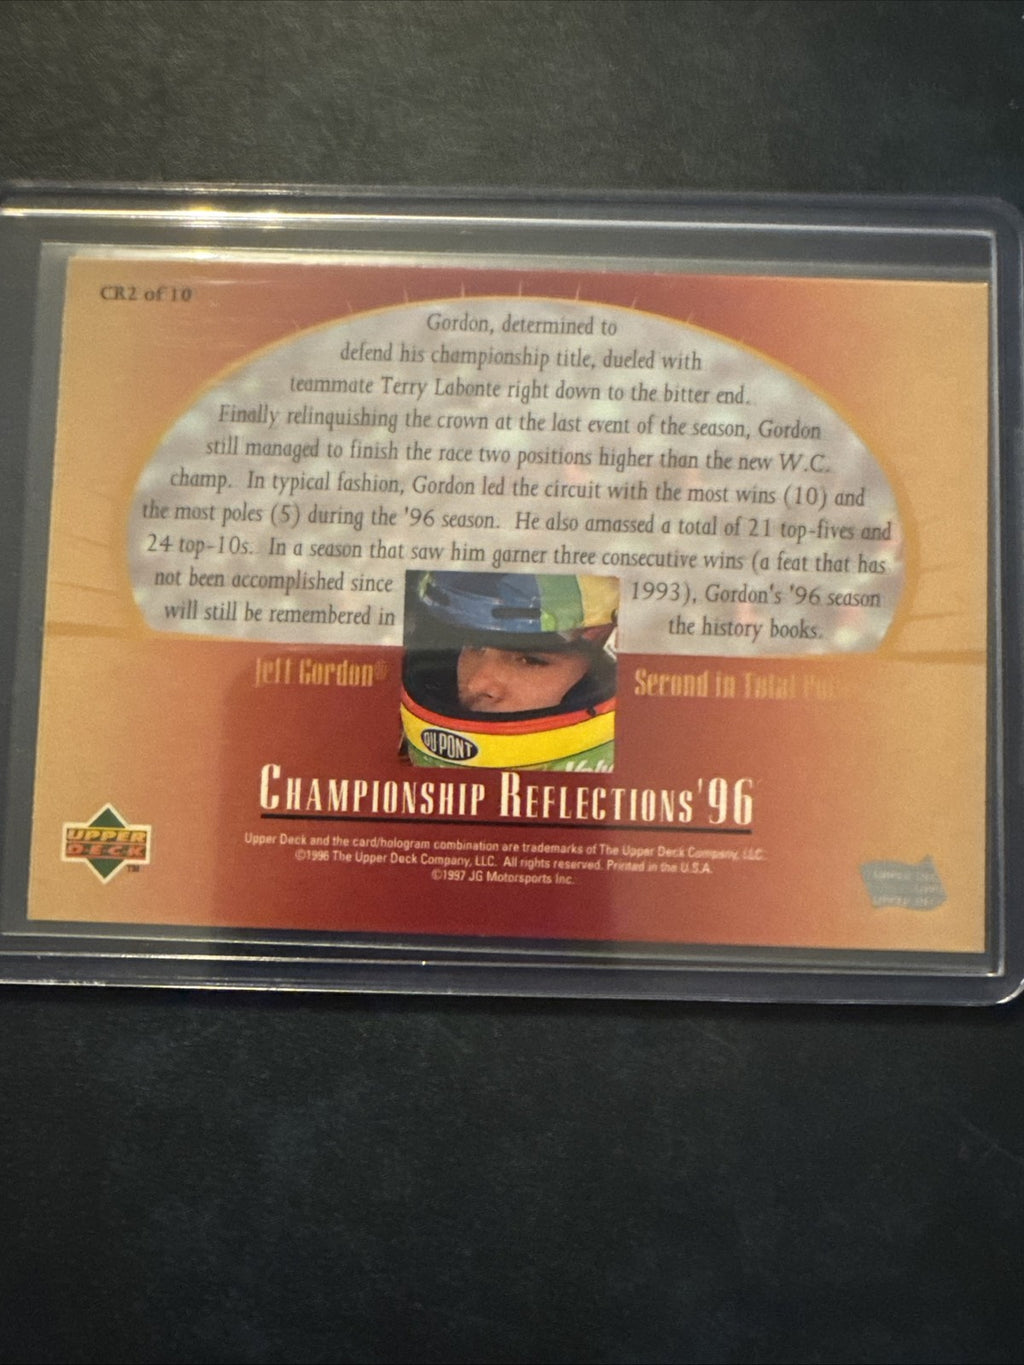 CR2 of 10
Gordon, determined to
defend his championship title, dueled with
teammate Terry Labonte right down to the bitter end.
Finally relinquishing the crown at the last event of the season, Gordon
still managed to finish the race two positions higher than the new W.C.
champ. In typical fashion, Gordon led the circuit with the most wins (10) and
the most poles (5) during the '96 season. He also amassed a total of 21 top-fives and
24 top-10s. In a season that saw him garner three consecutive wins (a feat that has
not been accomplished since 1993), Gordon's '96 season
will still be remembered in the history books.
Jeff Gordon® Second in Total
DU PONT
CHAMPIONSHIP REFLECTIONS '96
UPPER
DECK
TM
Upper Deck and the card/hologram combination are trademarks of The Upper Deck Company, LLC.
©1996 The Upper Deck Company, LLC. All rights reserved. Printed in the U.S.A.
©1997 JG Motorsports Inc.